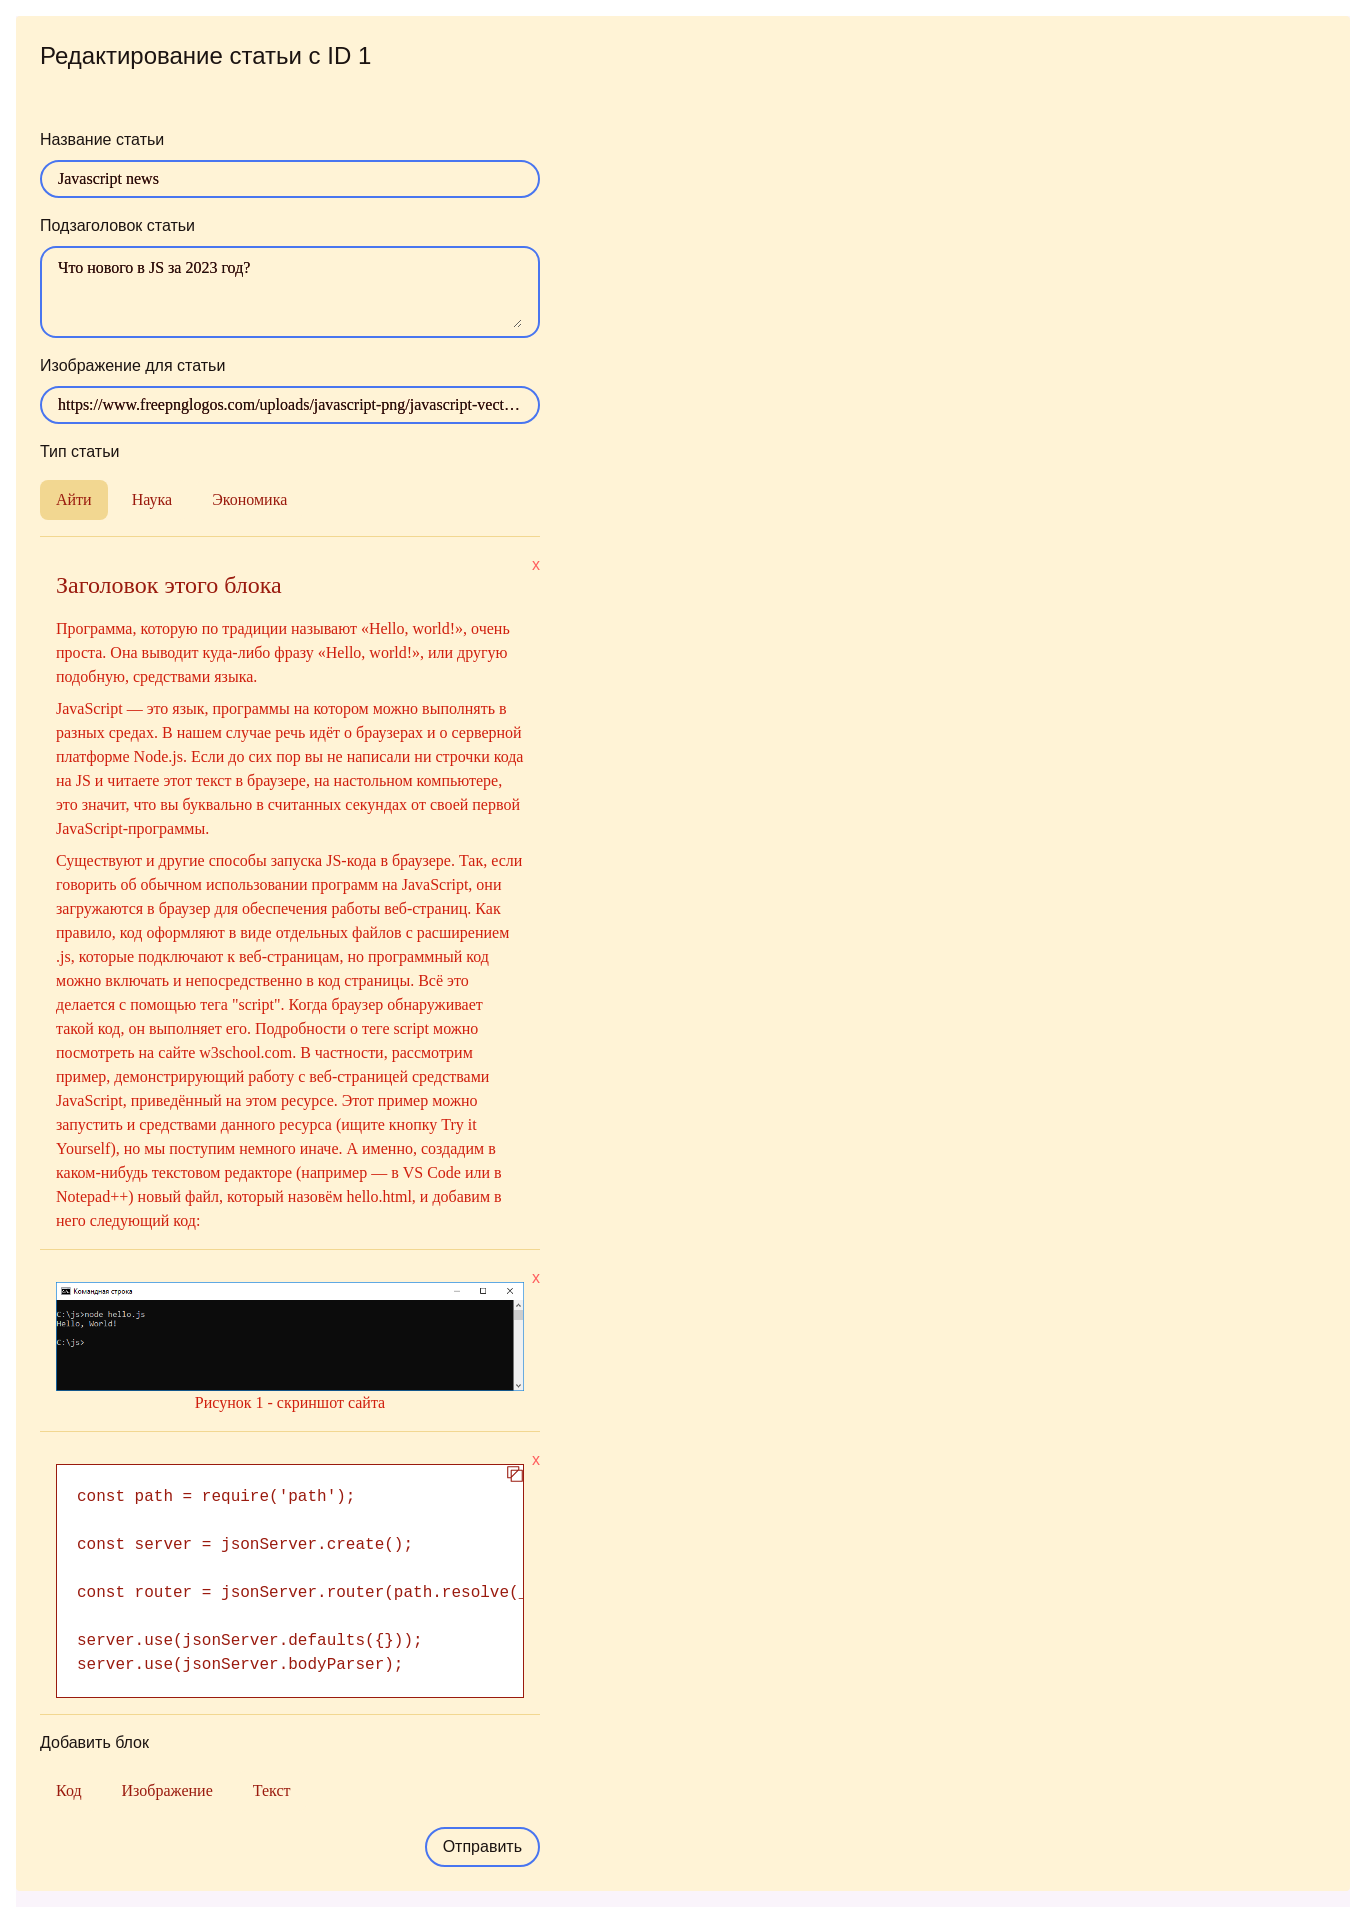 Редактирование статьи с ID 1
Название статьи
Javascript news
Подзаголовок статьи
Что нового в JS за 2023 год?
Изображение для статьи
https://www.freepnglogos.com/uploads/javascript-png/javascript-vect…
Тип статьи
Айти Наука Экономика
x
Заголовок этого блока
Программа, которую по традиции называют «Hello, world!», очень
проста. Она выводит куда-либо фразу «Hello, world!», или другую
подобную, средствами языка.
JavaScript — это язык, программы на котором можно выполнять в
разных средах. В нашем случае речь идёт о браузерах и о серверной
платформе Node.js. Если до сих пор вы не написали ни строчки кода
на JS и читаете этот текст в браузере, на настольном компьютере,
это значит, что вы буквально в считанных секундах от своей первой
JavaScript-программы.
Существуют и другие способы запуска JS-кода в браузере. Так, если
говорить об обычном использовании программ на JavaScript, они
загружаются в браузер для обеспечения работы веб-страниц. Как
правило, код оформляют в виде отдельных файлов с расширением
.js, которые подключают к веб-страницам, но программный код
можно включать и непосредственно в код страницы. Всё это
делается с помощью тега "script". Когда браузер обнаруживает
такой код, он выполняет его. Подробности о теге script можно
посмотреть на сайте w3school.com. В частности, рассмотрим
пример, демонстрирующий работу с веб-страницей средствами
JavaScript, приведённый на этом ресурсе. Этот пример можно
запустить и средствами данного ресурса (ищите кнопку Try it
Yourself), но мы поступим немного иначе. А именно, создадим в
каком-нибудь текстовом редакторе (например — в VS Code или в
Notepad++) новый файл, который назовём hello.html, и добавим в
него следующий код:
x
Командная строка
C:\js>node hello.js
Hello, World!
C:\js>
Рисунок 1 - скриншот сайта
x
const path = require('path');
const server = jsonServer.create();
const router = jsonServer.router(path.resolve(_
server.use(jsonServer.defaults({}));
server.use(jsonServer.bodyParser);
Добавить блок
Код Изображение Текст
Отправить